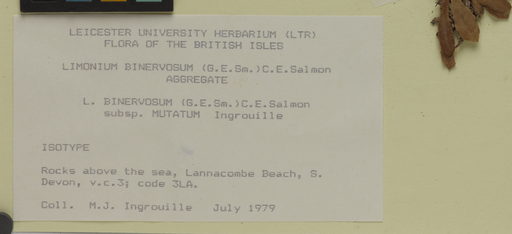 LEICESTER UNIVERSITY HERBARIUM (LTR)
FLORA OF THE BRITISH ISLES
LIMONIUM BINERVOSUM (G.E.Sm.)C.E.Salmon
AGGREGATE
L. BINERVOSUM (G.E.Sm.)C.E.Salmon
subsp. MUTATUM Ingrouille
ISOTYPE
Rocks above the sea, Lannacombe Beach, S.
Devon, v.c.3; code 3LA.
Coll. M.J. Ingrouille July 1979